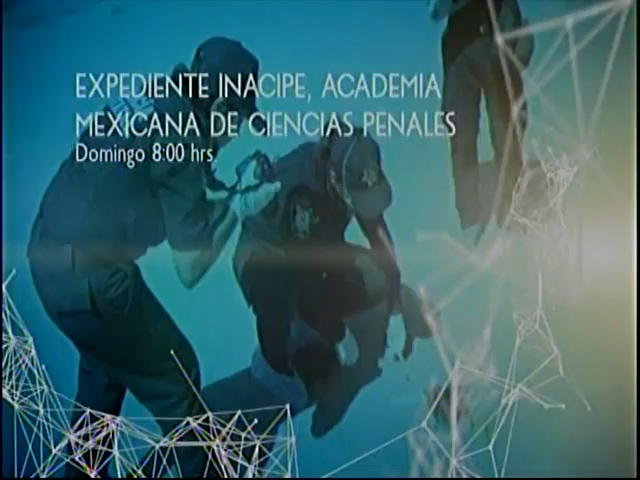 EXPEDIENTE INACIPE, ACADEMIA
MEXICANA DE CIENCIAS PENALES
Domingo 8:00 hrs.